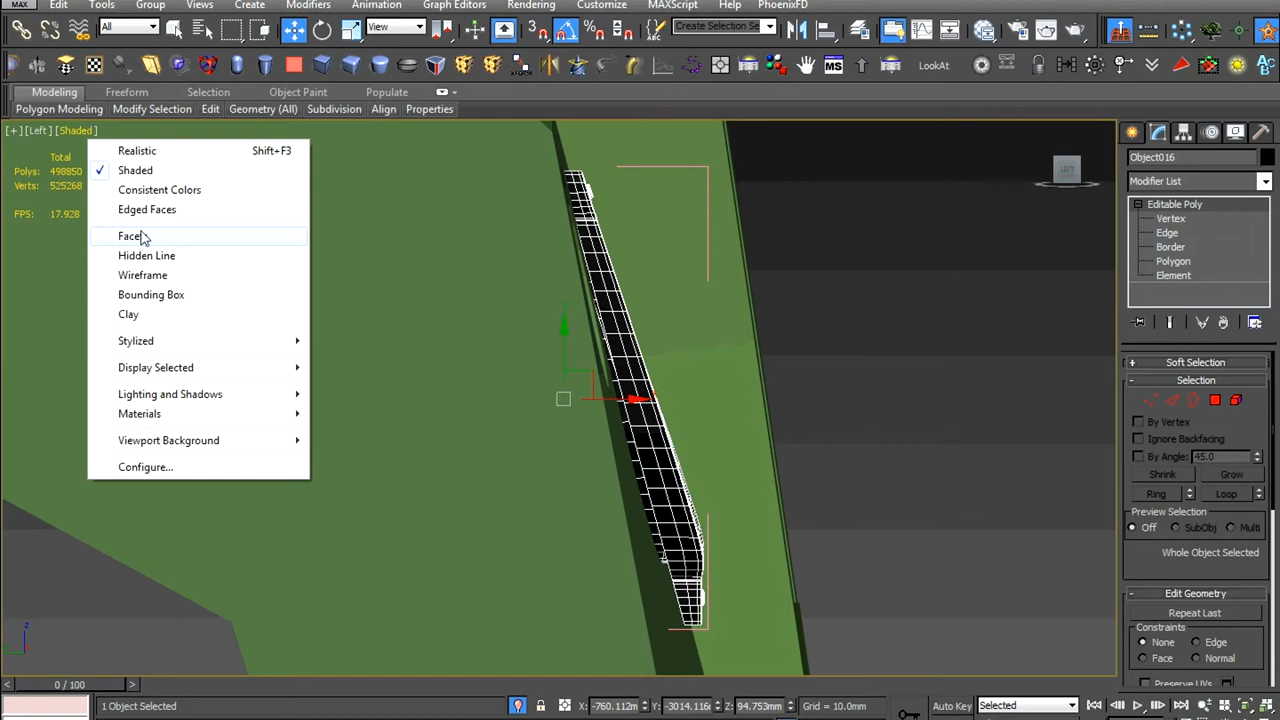 MAX Edit Tools Group Views Create Modifiers Animation Graph Editors Rendering Customize MAXScript Help PhoenixFD
All View 3 Create Selection Se
XFORM MS LookAt
Modeling Freeform Selection Object Paint Populate
Polygon Modeling Modify Selection Edit Geometry (All) Subdivision Align Properties
[+] [Left] [Shaded]
Total
Polys: 498850
Verts: 525268
FPS: 17.928
Realistic Shift+F3
Shaded
Consistent Colors
Edged Faces
Hidden Line
Wireframe
Bounding Box
Clay
Stylized
Display Selected
Lighting and Shadows
Materials
Viewport Background
Configure...
LEFT
z
Object016
Modifier List
Editable Poly
Vertex
Edge
Border
Polygon
Element
+ Soft Selection
- Selection
By Vertex
Ignore Backfacing
By Angle: 45.0
Shrink Grow
Ring Loop
Preview Selection
Off SubObj Multi
Whole Object Selected
- Edit Geometry
Repeat Last
Constraints
None Edge
Face Normal
Preserve UVs
< 0 / 100 >
1 Object Selected X: -760.112m Y: -3014.116 Z: 94.753mm Grid = 10.0mm Auto Key Selected